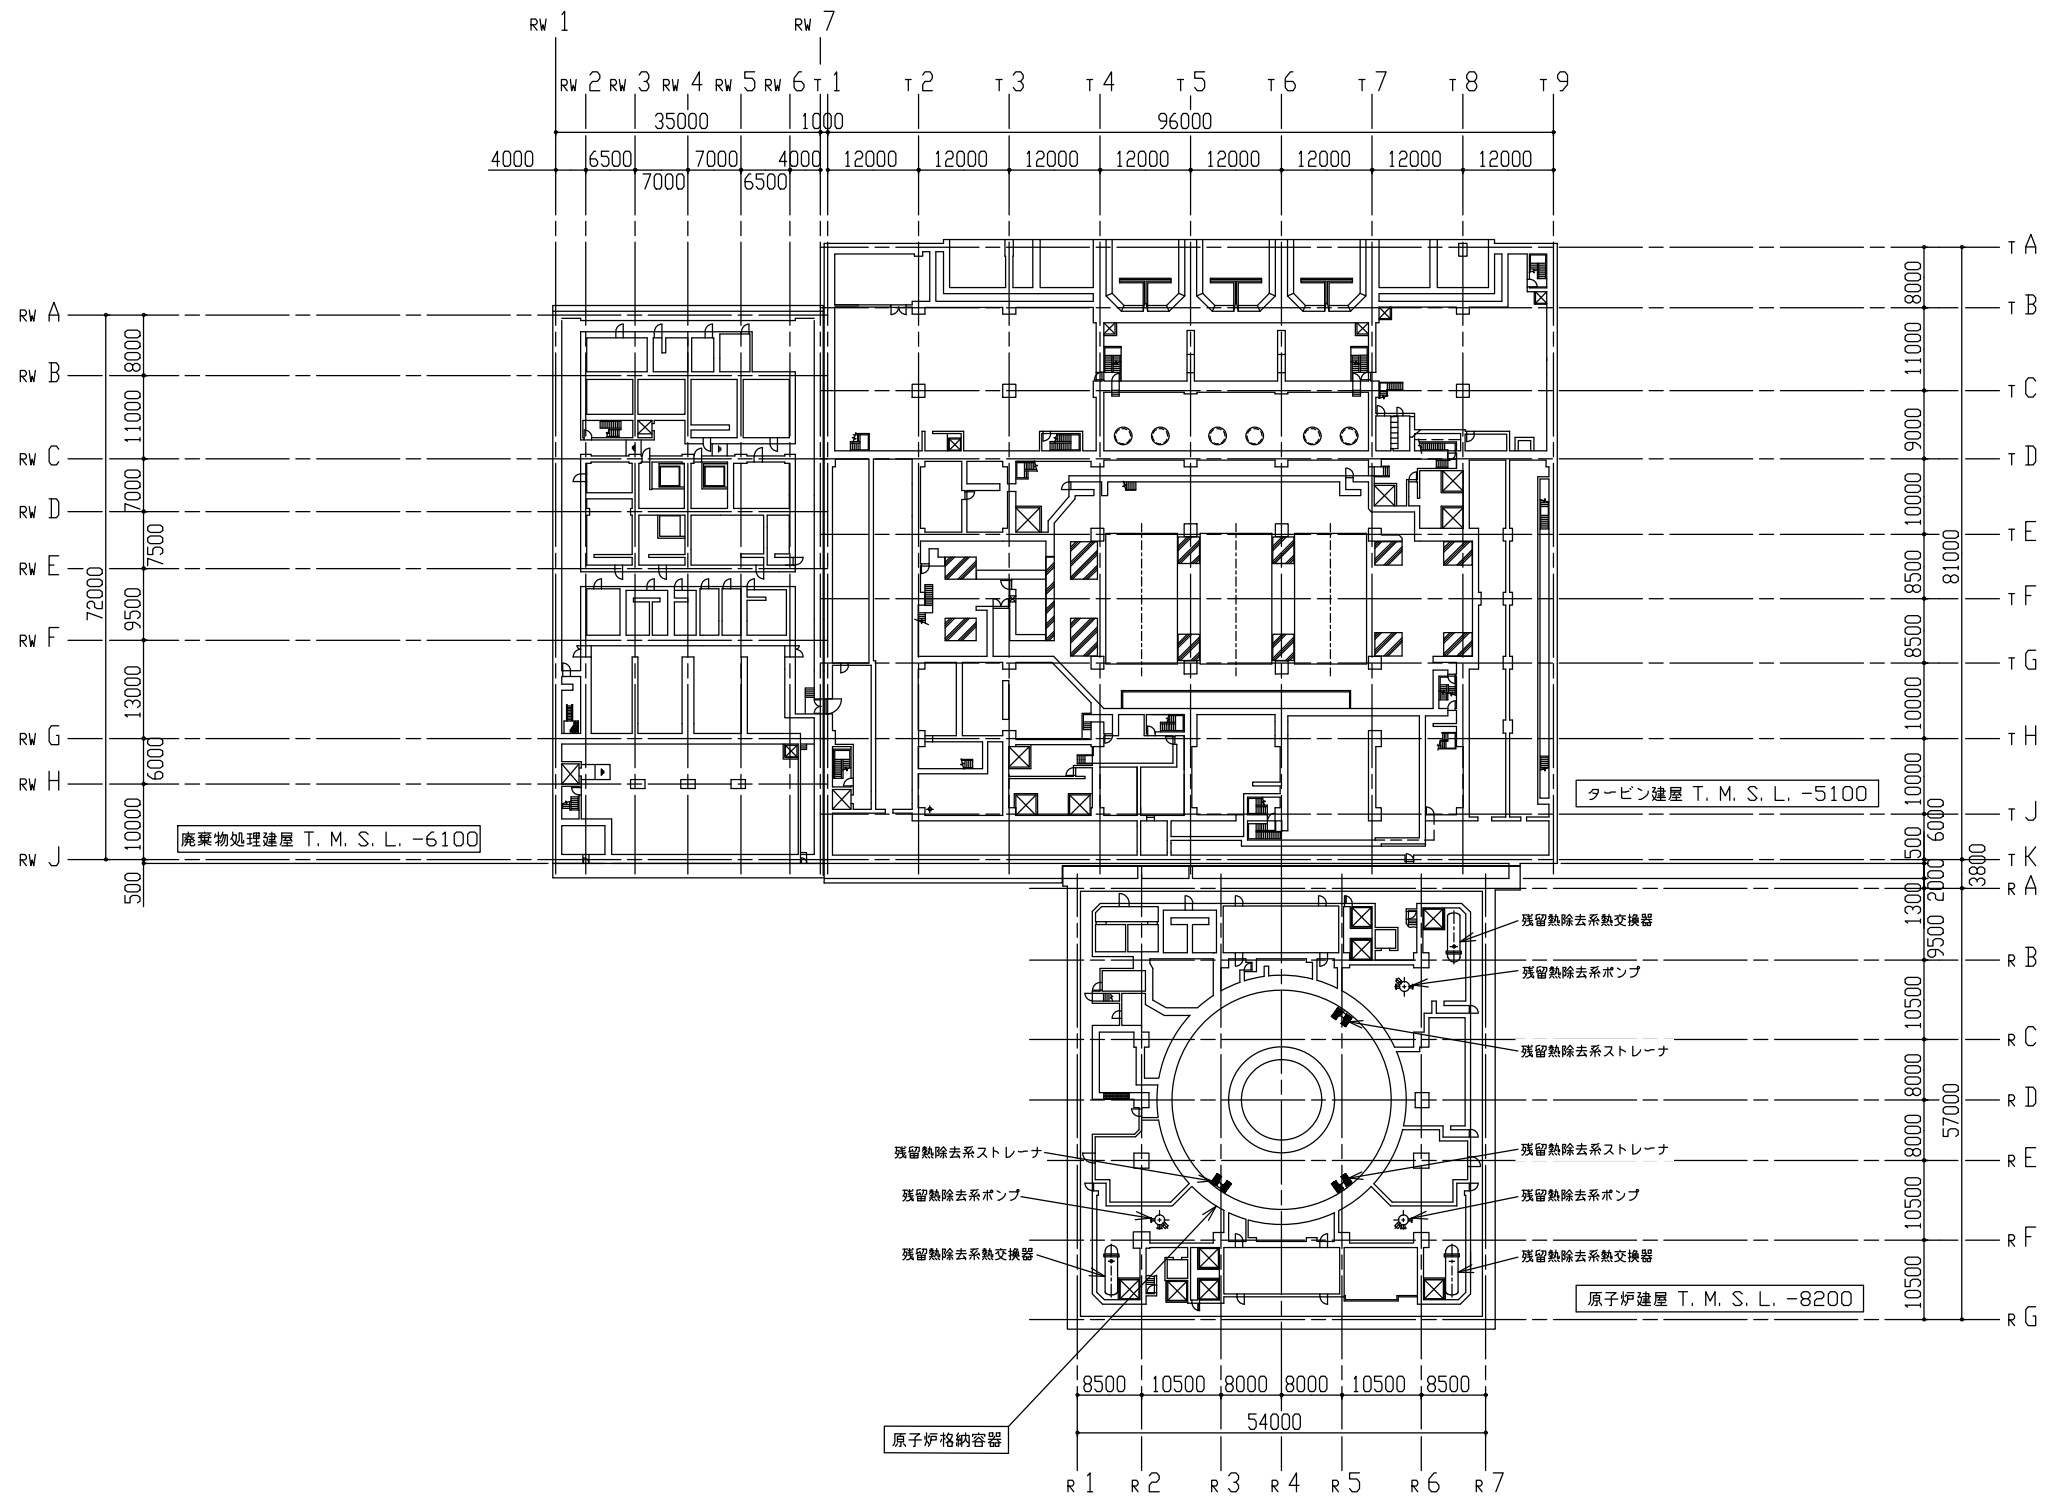 RW 1
RW 7
RW 2 RW 3 RW 4 RW 5 RW 6 T 1 T 2 T 3 T 4 T 5 T 6 T 7 T 8 T 9
35000 1000 96000
4000 6500 7000 4000 12000 12000 12000 12000 12000 12000 12000 12000
7000 6500
RW A
8000
RW B
11000
RW C
7000
RW D
7500
RW E
72000
9500
RW F
13000
RW G
6000
RW H
10000
RW J
500
T A
8000
T B
11000
T C
9000
T D
10000
T E
81000
8500
T F
8500
T G
10000
T H
10000
T J
6000
500
T K
3800
2000
1300
R A
9500
R B
10500
R C
8000
R D
57000
8000
R E
10500
R F
10500
R G
タービン建屋 T. M. S. L. -5100
廃棄物処理建屋 T. M. S. L. -6100
残留熱除去系熱交換器
残留熱除去系ポンプ
残留熱除去系ストレーナ
残留熱除去系ストレーナ
残留熱除去系ストレーナ
残留熱除去系ポンプ
残留熱除去系ポンプ
残留熱除去系熱交換器
残留熱除去系熱交換器
原子炉建屋 T. M. S. L. -8200
8500 10500 8000 8000 10500 8500
54000
原子炉格納容器
R 1 R 2 R 3 R 4 R 5 R 6 R 7